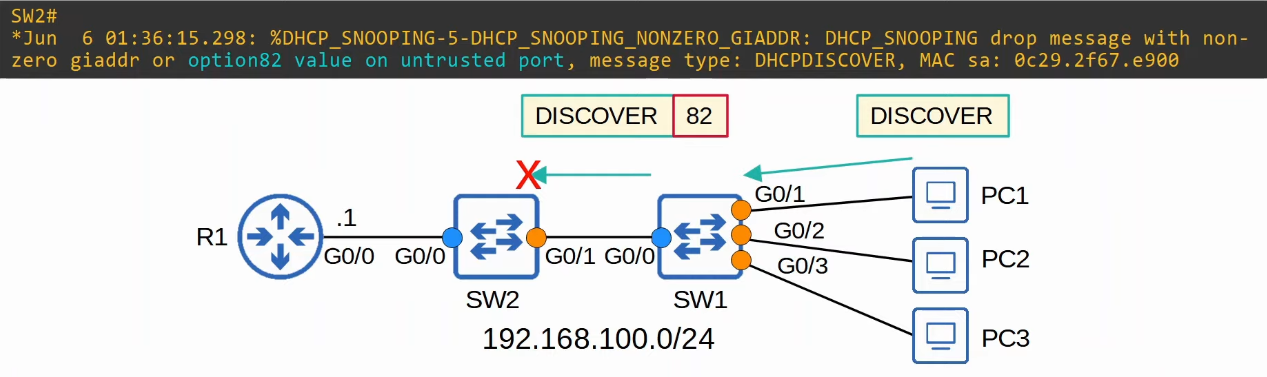 SW2#
*Jun  6 01:36:15.298: %DHCP_SNOOPING-5-DHCP_SNOOPING_NONZERO_GIADDR: DHCP_SNOOPING drop message with non-
zero giaddr or option82 value on untrusted port, message type: DHCPDISCOVER, MAC sa: 0c29.2f67.e900
DISCOVER 82
DISCOVER
X
G0/1
PC1
R1
.1
G0/2
PC2
G0/0
G0/0
G0/1
G0/0
G0/3
SW2
SW1
192.168.100.0/24
PC3